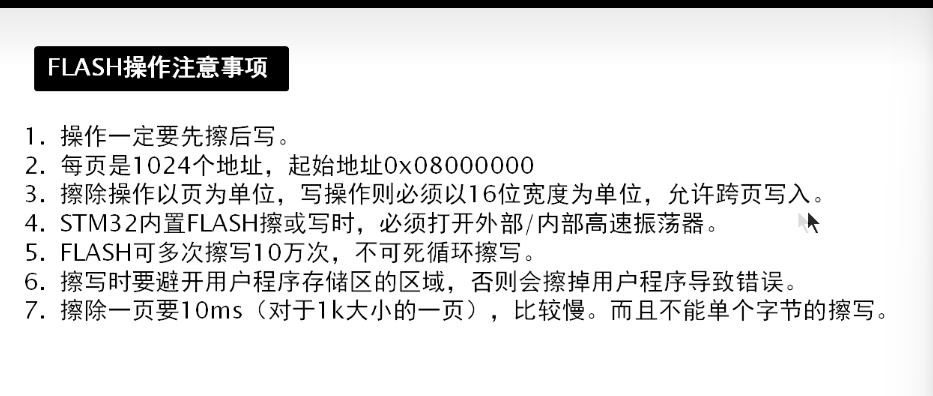 FLASH操作注意事项
1. 操作一定要先擦后写。
2. 每页是1024个地址，起始地址0x08000000
3. 擦除操作以页为单位，写操作则必须以16位宽度为单位，允许跨页写入。
4. STM32内置FLASH擦或写时，必须打开外部/内部高速振荡器。
5. FLASH可多次擦写10万次，不可死循环擦写。
6. 擦写时要避开用户程序存储区的区域，否则会擦掉用户程序导致错误。
7. 擦除一页要10ms（对于1k大小的一页），比较慢。而且不能单个字节的擦写。